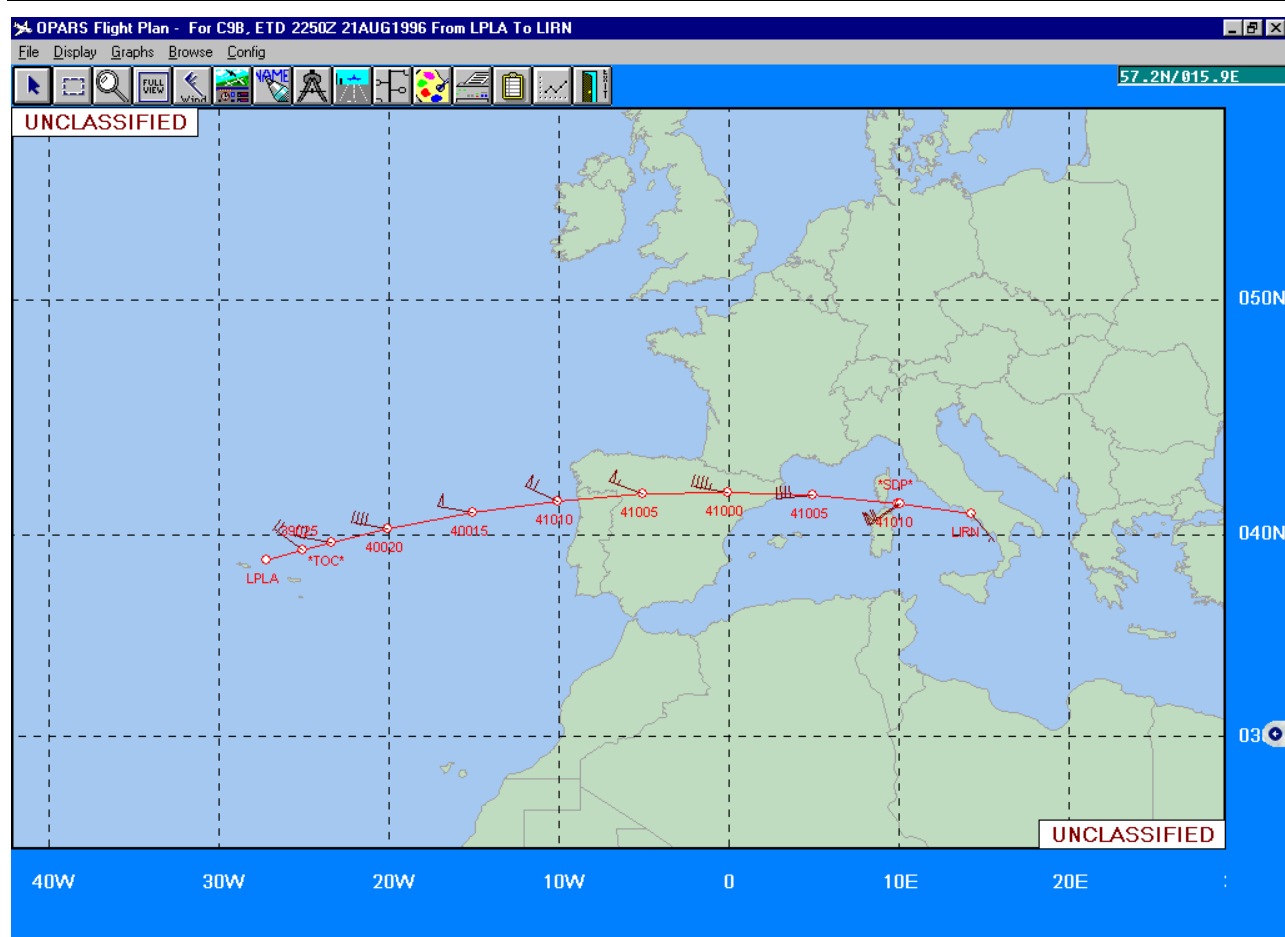 OPARS Flight Plan - For C9B, ETD 2250Z 21AUG1996 From LPLA To LIRN
File Display Graphs Browse Config
FULL VIEW
Wind
NAME
EXIT
57.2N/015.9E
UNCLASSIFIED
050N
*SDP*
41005
41000
41005
41010
41010
40015
LIRN
39025
40020
040N
*TOC*
LPLA
03
UNCLASSIFIED
40W 30W 20W 10W 0 10E 20E